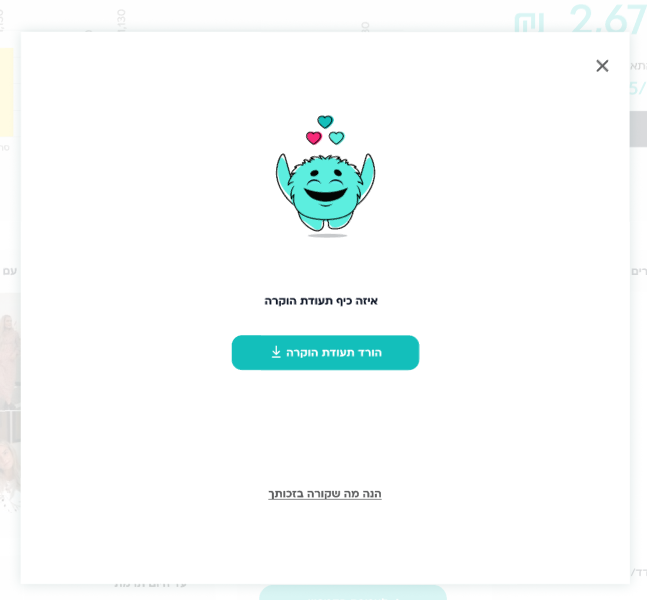 איזה כיף תעודת הוקרה
הורד תעודת הוקרה
הנה מה שקורה בזכותך